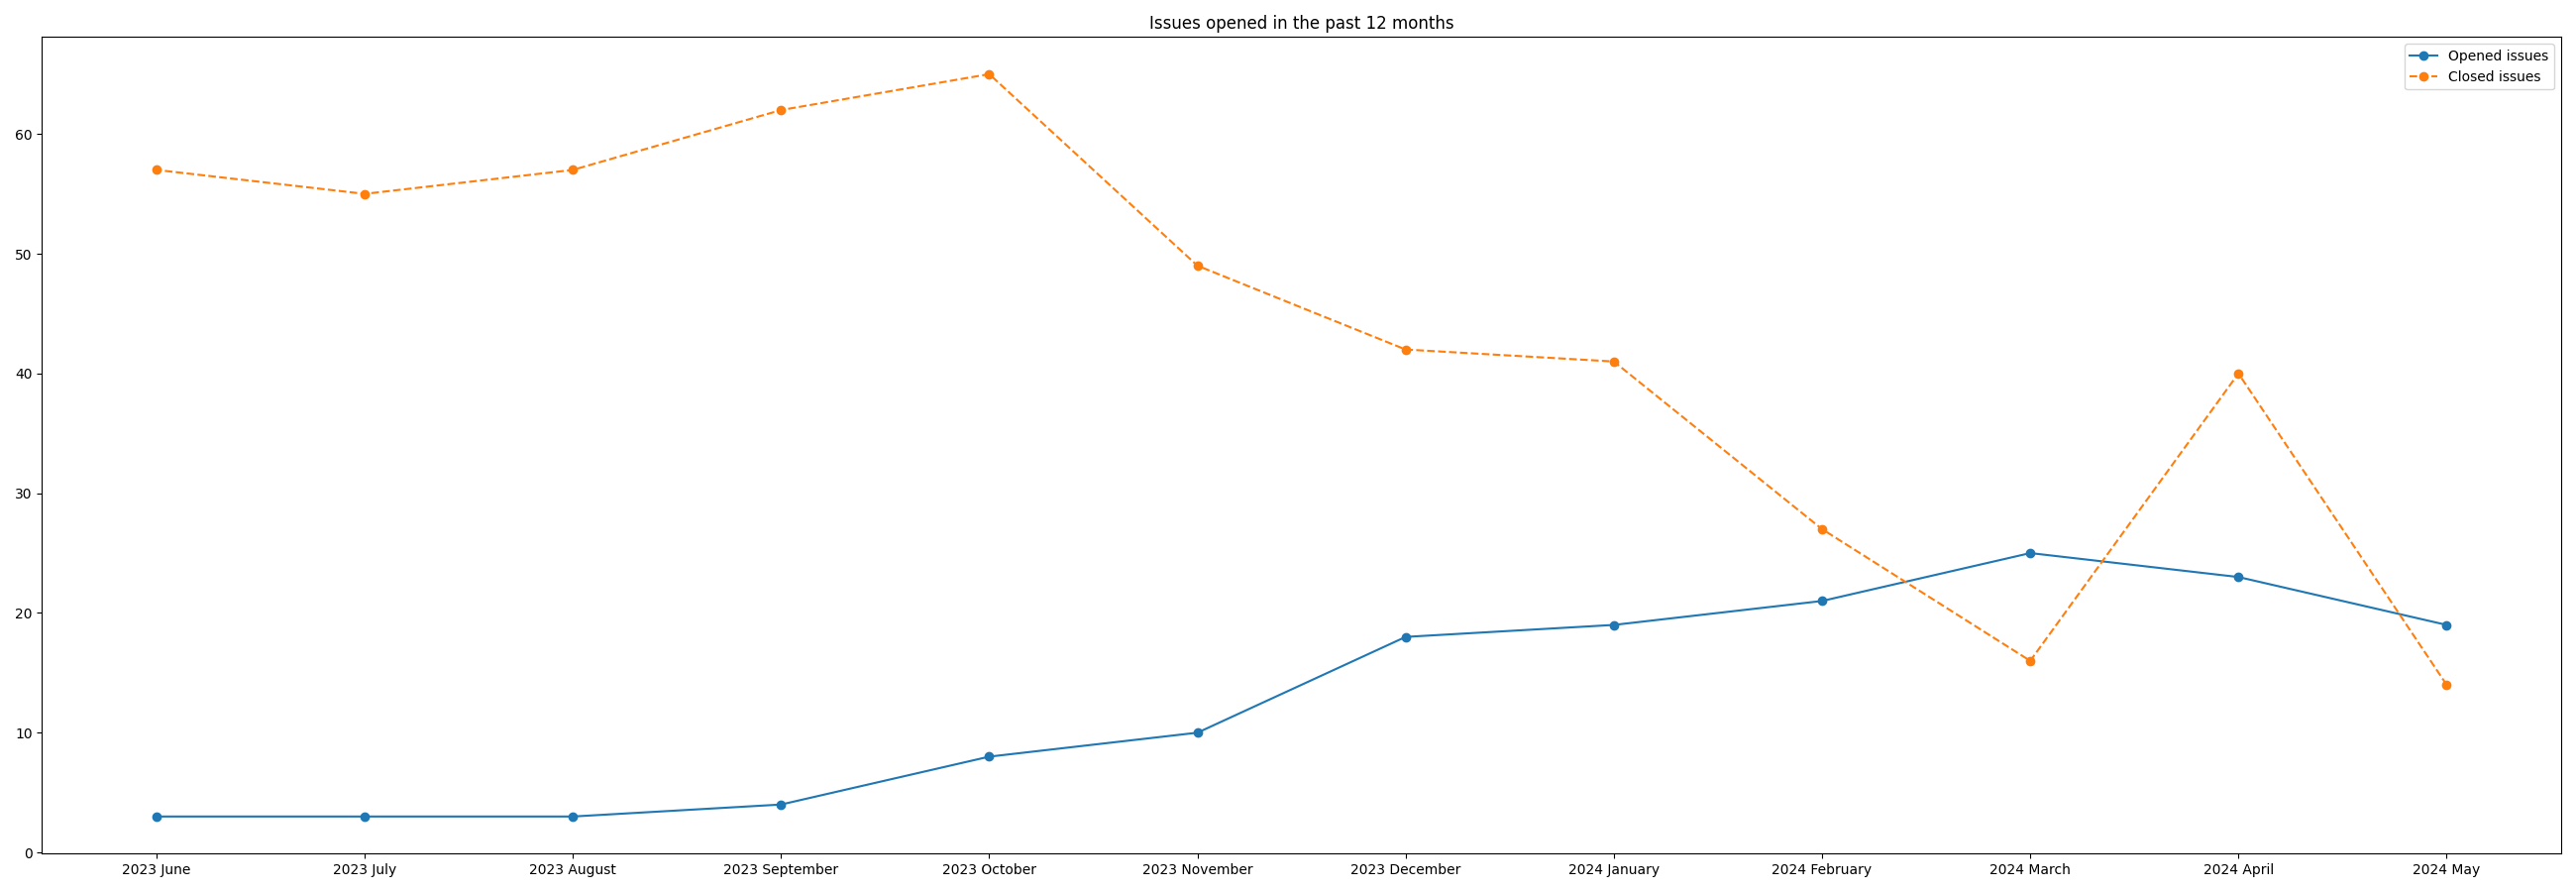 Issues opened in the past 12 months
Opened issues
Closed issues
60
50
40
30
20
10
0
2023 June 2023 July 2023 August 2023 September 2023 October 2023 November 2023 December 2024 January 2024 February 2024 March 2024 April 2024 May